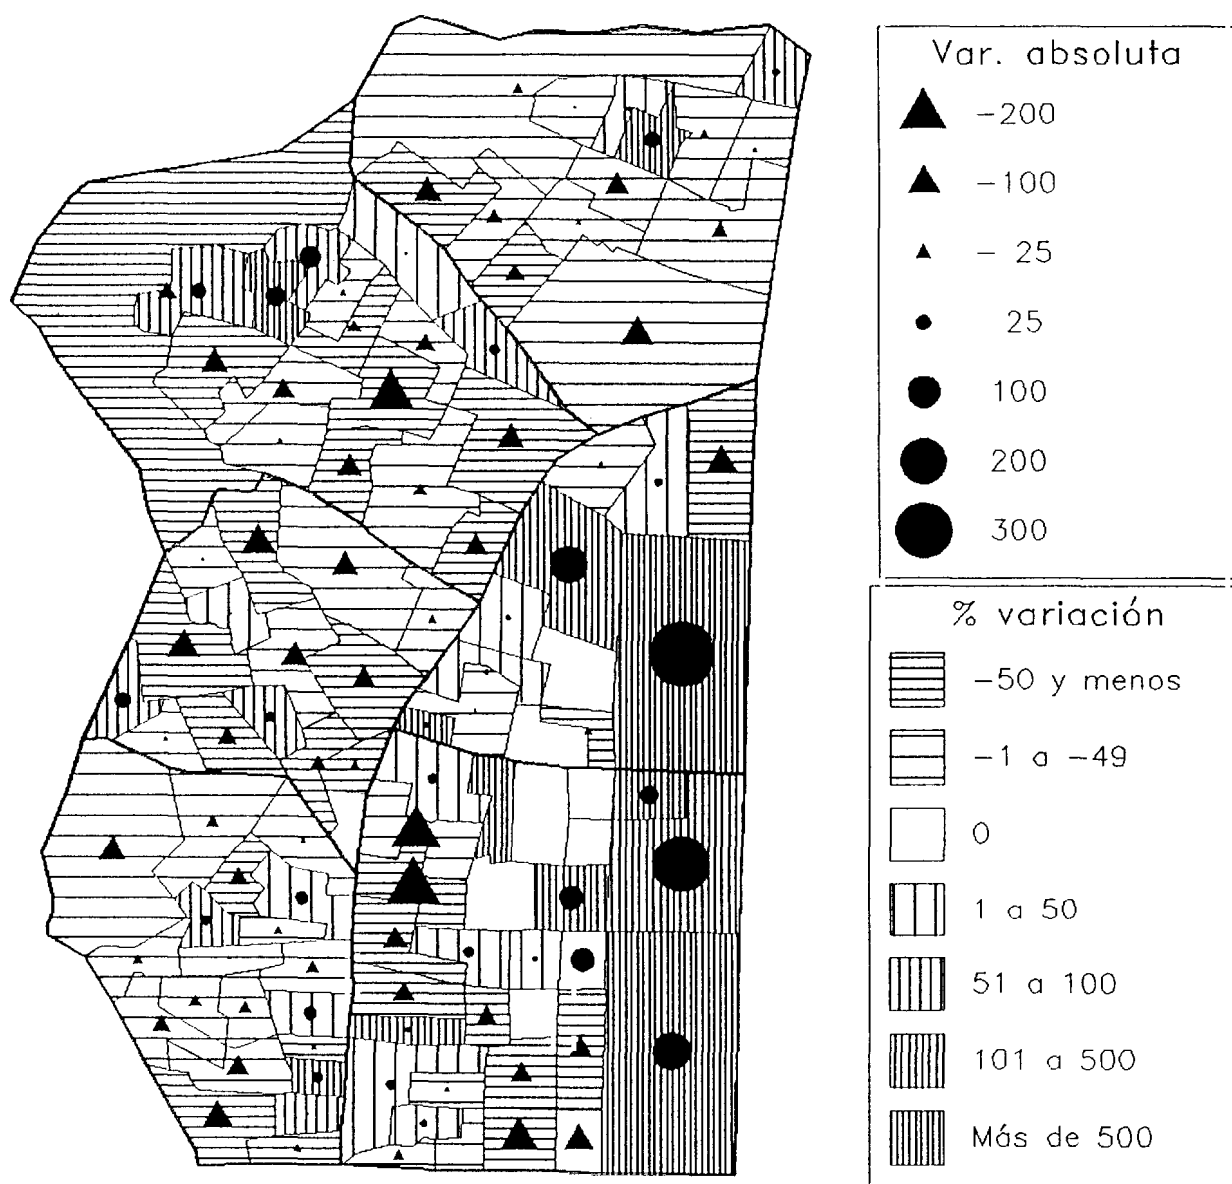 Var. absoluta
-200
-100
- 25
25
100
200
300
% variación
-50 y menos
-1 a -49
0
1 a 50
51 a 100
101 a 500
Más de 500